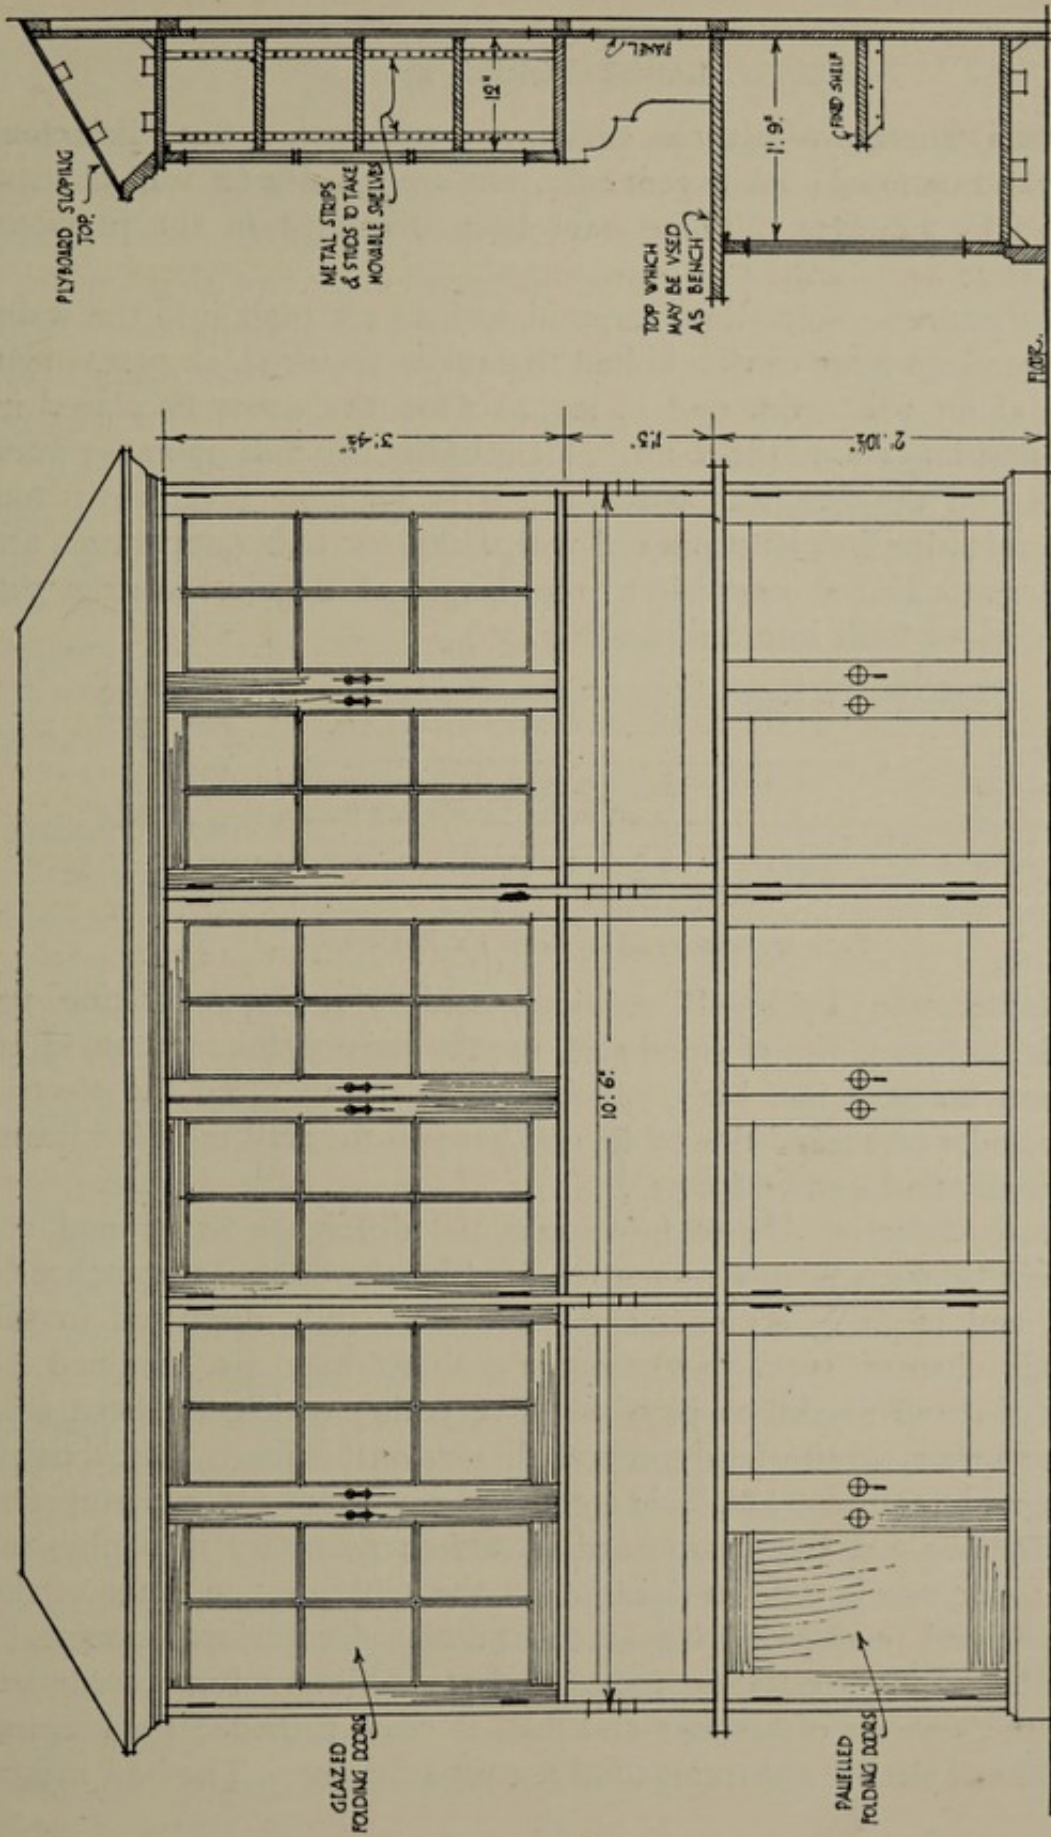 PLYBOARD SLOPING
TOP.
METAL STRIPS
& STUDS TO TAKE
MOVABLE SHELVES
12"
PANEL
TOP WHICH
MAY BE VSED
AS BENCH
1'. 9".
FIXED SHELF
FLOOR.
3'. 4½"
1'. 3"
2'. 10½"
10'. 6".
GLAZED
FOLDING DOORS
PANELLED
FOLDING DOORS